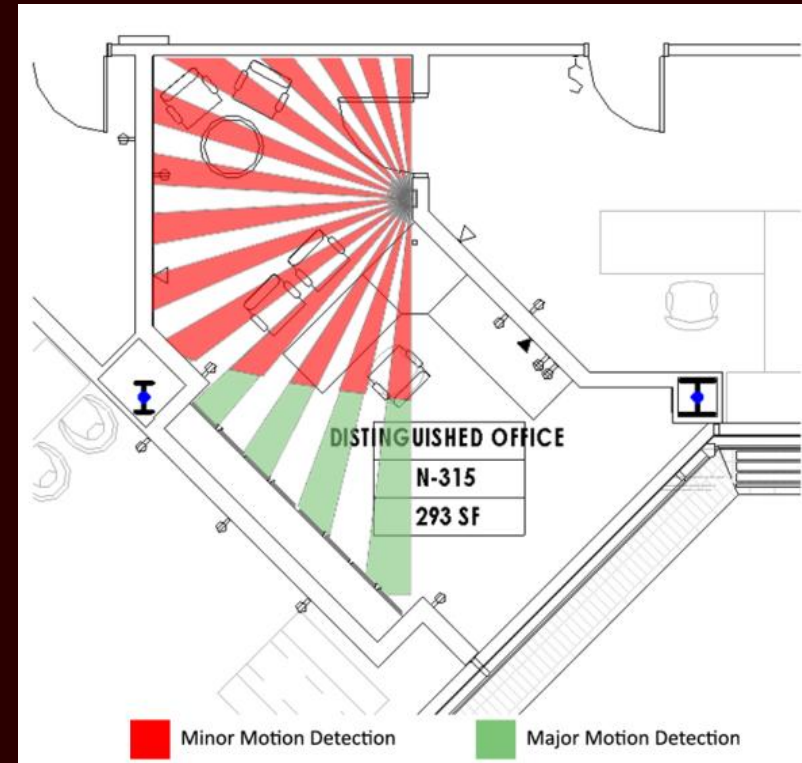 DISTINGUISHED OFFICE
N-315
293 SF
Minor Motion Detection
Major Motion Detection